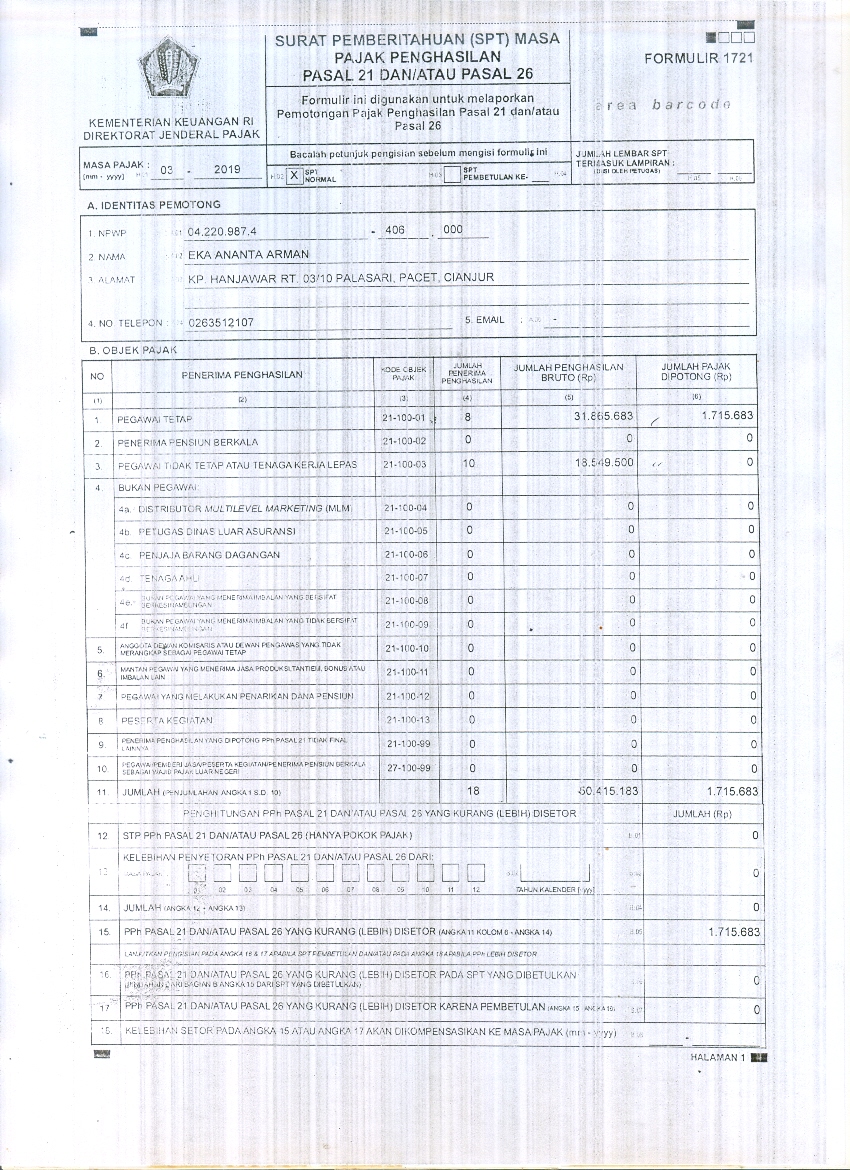 SURAT PEMBERITAHUAN (SPT) MASA
PAJAK PENGHASILAN
PASAL 21 DAN/ATAU PASAL 26
FORMULIR 1721
Formulir ini digunakan untuk melaporkan
Pemotongan Pajak Penghasilan Pasal 21 dan/atau
Pasal 26
area barcode
KEMENTERIAN KEUANGAN RI
DIREKTORAT JENDERAL PAJAK
MASA PAJAK :
(mm - yyyy) H.01 03 - 2019
Bacalah petunjuk pengisian sebelum mengisi formulir ini
H.02 X SPT NORMAL
H.03 SPT PEMBETULAN KE- H.04
JUMLAH LEMBAR SPT
TERMASUK LAMPIRAN :
(DIISI OLEH PETUGAS) H.05 H.06
A. IDENTITAS PEMOTONG
1. NPWP : 04.220.987.4 - 406 . 000
2. NAMA : EKA ANANTA ARMAN
3. ALAMAT : KP. HANJAWAR RT. 03/10 PALASARI, PACET, CIANJUR
4. NO. TELEPON : 0263512107 5. EMAIL : -
B. OBJEK PAJAK
NO PENERIMA PENGHASILAN KODE OBJEK PAJAK JUMLAH PENERIMA PENGHASILAN JUMLAH PENGHASILAN BRUTO (Rp) JUMLAH PAJAK DIPOTONG (Rp)
(1) (2) (3) (4) (5) (6)
1. PEGAWAI TETAP 21-100-01 8 31.865.683 1.715.683
2. PENERIMA PENSIUN BERKALA 21-100-02 0 0 0
3. PEGAWAI TIDAK TETAP ATAU TENAGA KERJA LEPAS 21-100-03 10 18.549.500 0
4. BUKAN PEGAWAI:
4a. DISTRIBUTOR MULTILEVEL MARKETING (MLM) 21-100-04 0 0 0
4b. PETUGAS DINAS LUAR ASURANSI 21-100-05 0 0 0
4c. PENJAJA BARANG DAGANGAN 21-100-06 0 0 0
4d. TENAGA AHLI 21-100-07 0 0 0
4e. BUKAN PEGAWAI YANG MENERIMA IMBALAN YANG BERSIFAT BERKESINAMBUNGAN 21-100-08 0 0 0
4f. BUKAN PEGAWAI YANG MENERIMA IMBALAN YANG TIDAK BERSIFAT BERKESINAMBUNGAN 21-100-09 0 0 0
5. ANGGOTA DEWAN KOMISARIS ATAU DEWAN PENGAWAS YANG TIDAK MERANGKAP SEBAGAI PEGAWAI TETAP 21-100-10 0 0 0
6. MANTAN PEGAWAI YANG MENERIMA JASA PRODUKSI, TANTIEM, BONUS ATAU IMBALAN LAIN 21-100-11 0 0 0
7. PEGAWAI YANG MELAKUKAN PENARIKAN DANA PENSIUN 21-100-12 0 0 0
8. PESERTA KEGIATAN 21-100-13 0 0 0
9. PENERIMA PENGHASILAN YANG DIPOTONG PPh PASAL 21 TIDAK FINAL LAINNYA 21-100-99 0 0 0
10. PEGAWAI/PEMBERI JASA/PESERTA KEGIATAN/PENERIMA PENSIUN BERKALA SEBAGAI WAJIB PAJAK LUAR NEGERI 27-100-99 0 0 0
11. JUMLAH (PENJUMLAHAN ANGKA 1 S.D. 10) 18 50.415.183 1.715.683
PENGHITUNGAN PPh PASAL 21 DAN/ATAU PASAL 26 YANG KURANG (LEBIH) DISETOR JUMLAH (Rp)
12. STP PPh PASAL 21 DAN/ATAU PASAL 26 (HANYA POKOK PAJAK) 0
13. KELEBIHAN PENYETORAN PPh PASAL 21 DAN/ATAU PASAL 26 DARI:
MASA PAJAK 0
01 02 03 04 05 06 07 08 09 10 11 12 TAHUN KALENDER [yyyy]
14. JUMLAH (ANGKA 12 + ANGKA 13) 0
15. PPh PASAL 21 DAN/ATAU PASAL 26 YANG KURANG (LEBIH) DISETOR (ANGKA 11 KOLOM 6 - ANGKA 14) 1.715.683
LANJUTKAN PENGISIAN PADA ANGKA 16 & 17 APABILA SPT PEMBETULAN DAN/ATAU PADA ANGKA 18 APABILA PPh LEBIH DISETOR
16. PPh PASAL 21 DAN/ATAU PASAL 26 YANG KURANG (LEBIH) DISETOR PADA SPT YANG DIBETULKAN
(PINDAHAN DARI BAGIAN B ANGKA 15 DARI SPT YANG DIBETULKAN) 0
17. PPh PASAL 21 DAN/ATAU PASAL 26 YANG KURANG (LEBIH) DISETOR KARENA PEMBETULAN (ANGKA 15 - ANGKA 16) 0
18. KELEBIHAN SETOR PADA ANGKA 15 ATAU ANGKA 17 AKAN DIKOMPENSASIKAN KE MASA PAJAK (mm - yyyy) -
HALAMAN 1